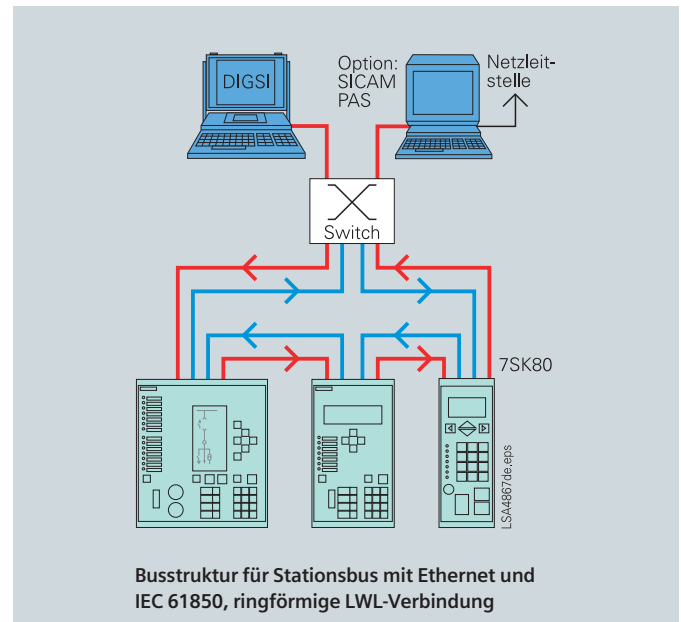 DIGSI
Option:
SICAM
PAS
Netzleit-
stelle
Switch
7SK80
LSA4867de.eps
Busstruktur für Stationsbus mit Ethernet und
IEC 61850, ringförmige LWL-Verbindung